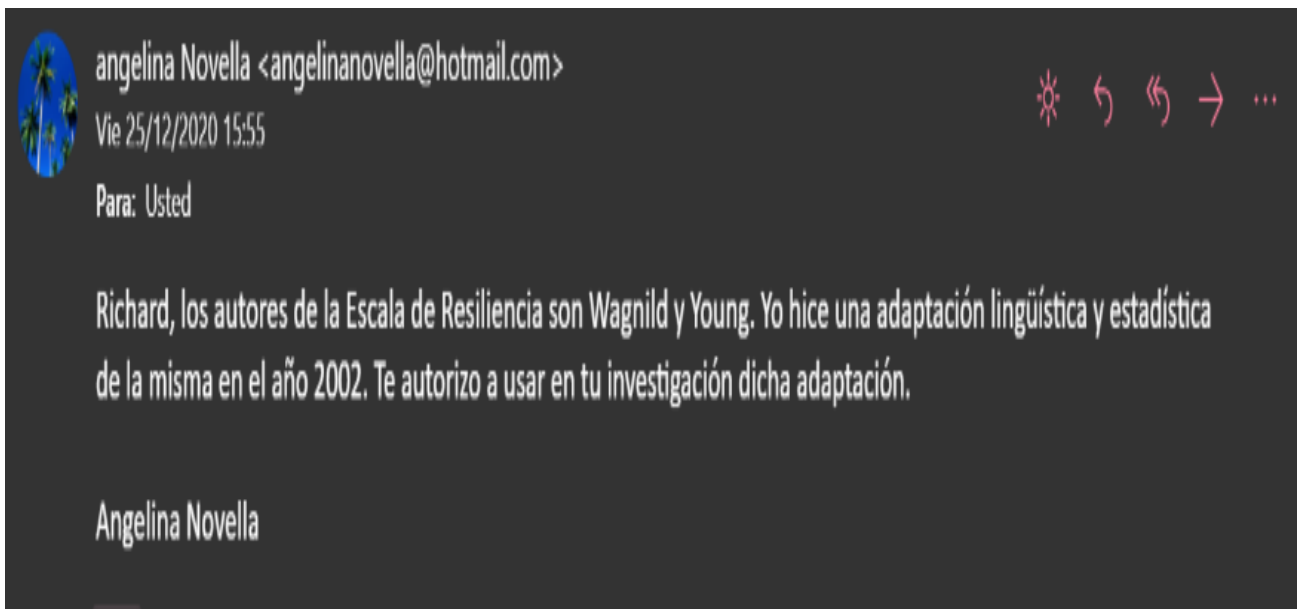 angelina Novella <angelinanovella@hotmail.com>
Vie 25/12/2020 15:55
Para: Usted
Richard, los autores de la Escala de Resiliencia son Wagnild y Young. Yo hice una adaptación lingüística y estadística
de la misma en el año 2002. Te autorizo a usar en tu investigación dicha adaptación.
Angelina Novella